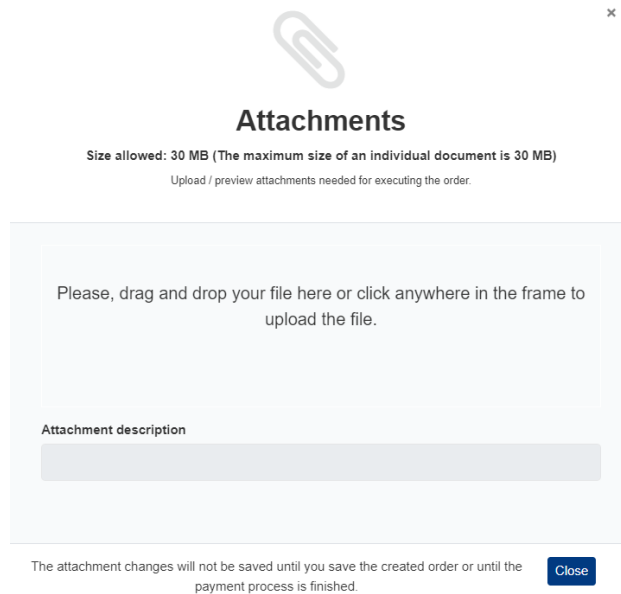 ×
Attachments
Size allowed: 30 MB (The maximum size of an individual document is 30 MB)
Upload / preview attachments needed for executing the order.
Please, drag and drop your file here or click anywhere in the frame to
upload the file.
Attachment description
The attachment changes will not be saved until you save the created order or until the
payment process is finished.
Close